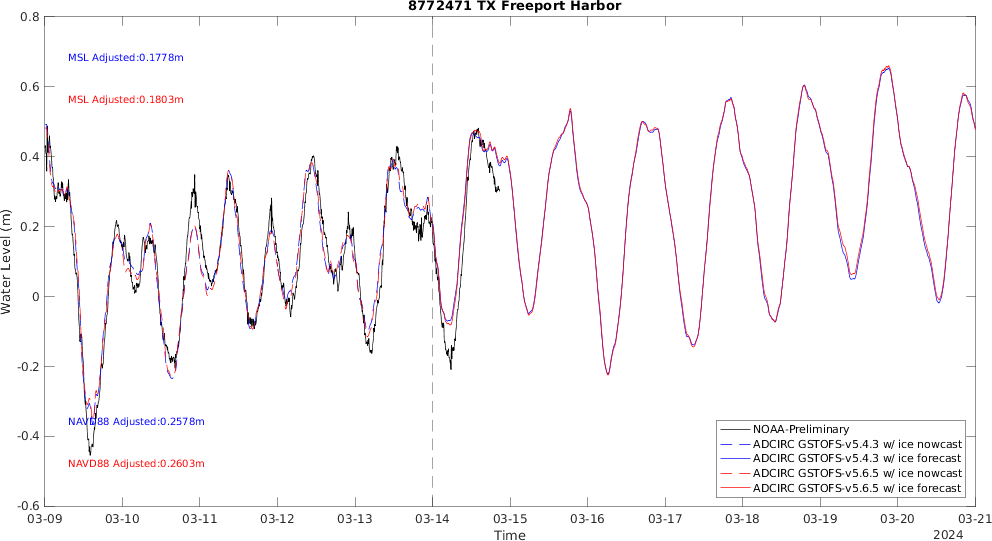 8772471 TX Freeport Harbor
0.8
0.6
0.4
0.2
0
-0.2
-0.4
-0.6
Water Level (m)
MSL Adjusted:0.1778m
MSL Adjusted:0.1803m
NAVD88 Adjusted:0.2578m
NAVD88 Adjusted:0.2603m
NOAA-Preliminary
ADCIRC GSTOFS-v5.4.3 w/ ice nowcast
ADCIRC GSTOFS-v5.4.3 w/ ice forecast
ADCIRC GSTOFS-v5.6.5 w/ ice nowcast
ADCIRC GSTOFS-v5.6.5 w/ ice forecast
03-09 03-10 03-11 03-12 03-13 03-14 03-15 03-16 03-17 03-18 03-19 03-20 03-21
Time
2024